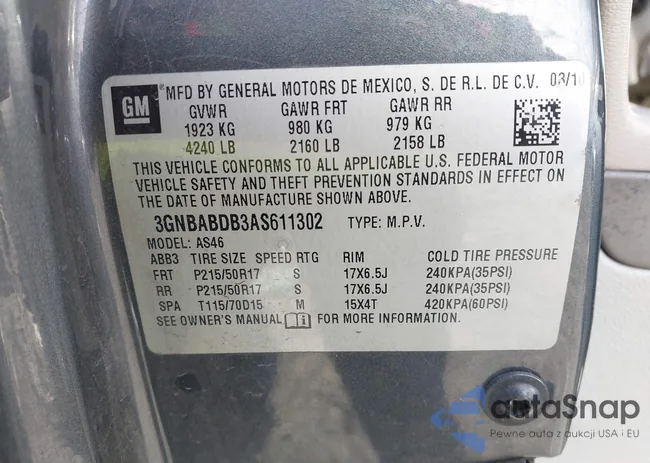 GM
MFD BY GENERAL MOTORS DE MEXICO, S. DE R.L. DE C.V. 03/10
GVWR GAWR FRT GAWR RR
1923 KG 980 KG 979 KG
4240 LB 2160 LB 2158 LB
THIS VEHICLE CONFORMS TO ALL APPLICABLE U.S. FEDERAL MOTOR
VEHICLE SAFETY AND THEFT PREVENTION STANDARDS IN EFFECT ON
THE DATE OF MANUFACTURE SHOWN ABOVE.
3GNBABDB3AS611302 TYPE: M.P.V.
MODEL: AS46
ABB3 TIRE SIZE SPEED RTG RIM COLD TIRE PRESSURE
FRT P215/50R17 S 17X6.5J 240KPA(35PSI)
RR P215/50R17 S 17X6.5J 240KPA(35PSI)
SPA T115/70D15 M 15X4T 420KPA(60PSI)
SEE OWNER'S MANUAL FOR MORE INFORMATION.
autaSnap
Pewne auta z aukcji USA i EU